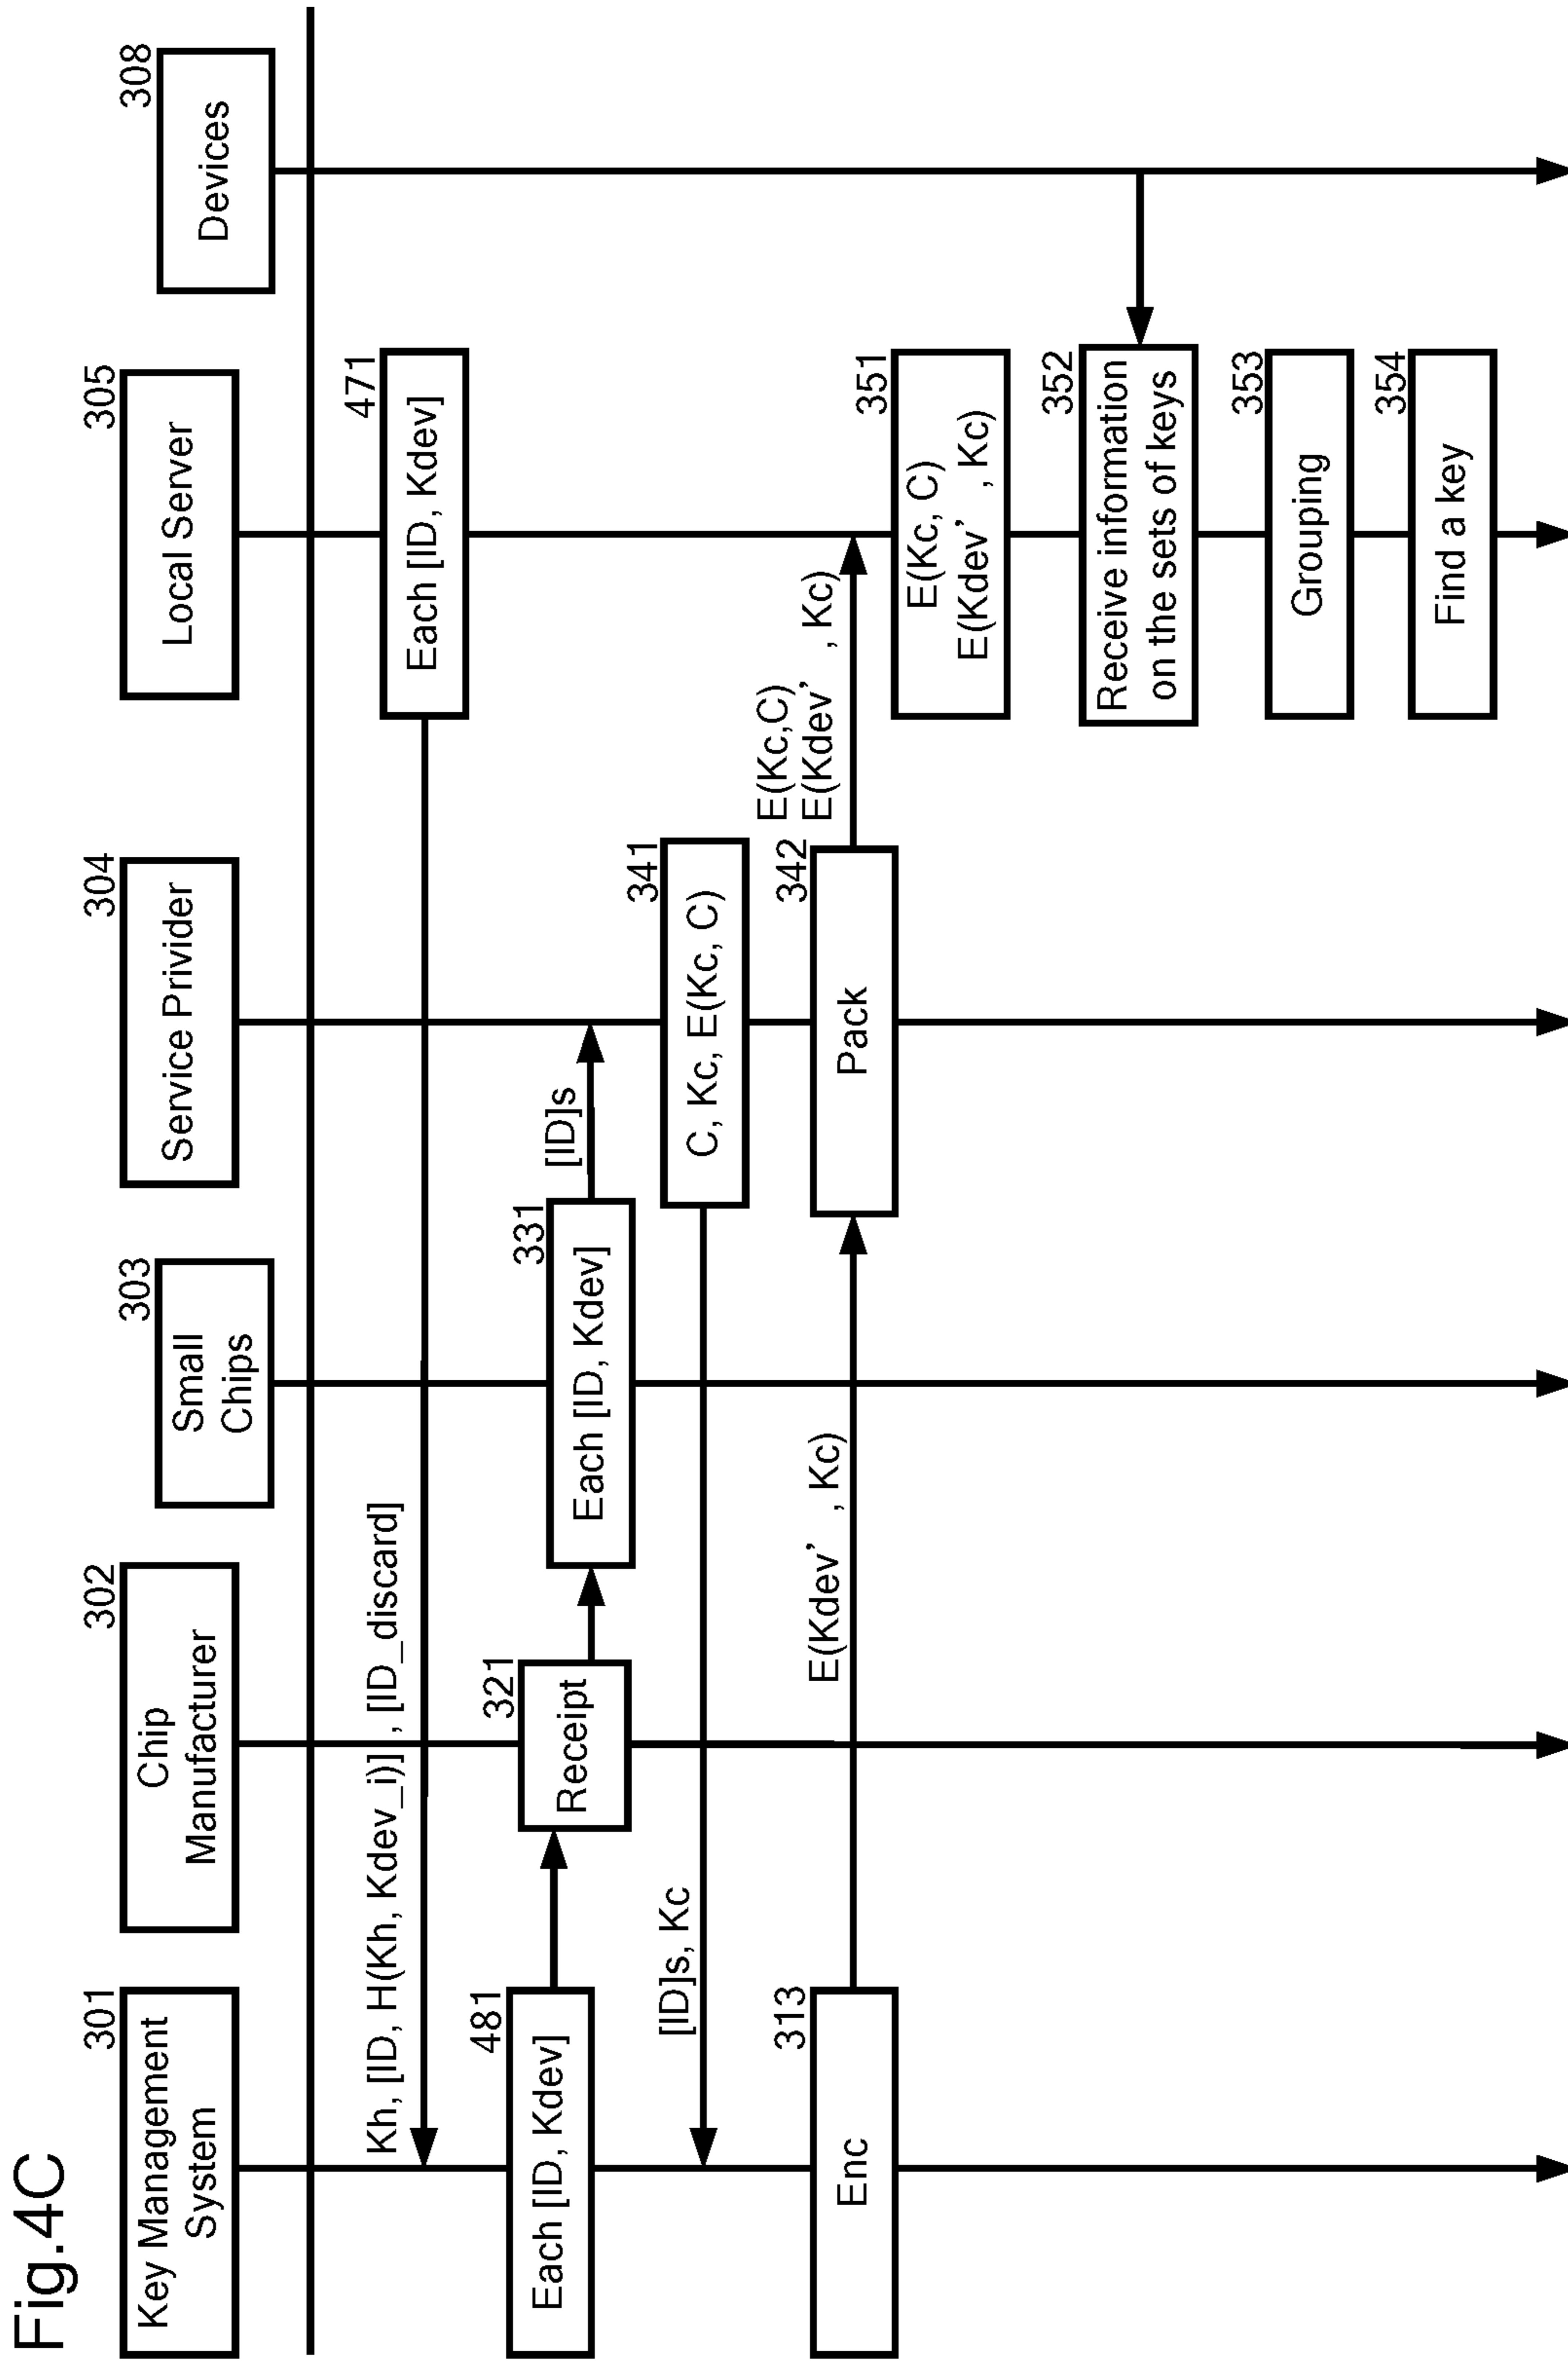 Fig.4C
301
Key Management
System
302
Chip
Manufacturer
303
Small
Chips
304
Service Privider
305
Local Server
308
Devices
471
Each [ID, Kdev]
Kh, [ID, H(Kh, Kdev_i)] , [ID_discard]
481
Each [ID, Kdev]
321
Receipt
331
Each [ID, Kdev]
[ID]s
341
C, Kc, E(Kc, C)
[ID]s, Kc
313
Enc
E(Kdev’ , Kc)
342
Pack
E(Kc,C)
E(Kdev’ , Kc)
351
E(Kc, C)
E(Kdev’ , Kc)
352
Receive information
on the sets of keys
353
Grouping
354
Find a key